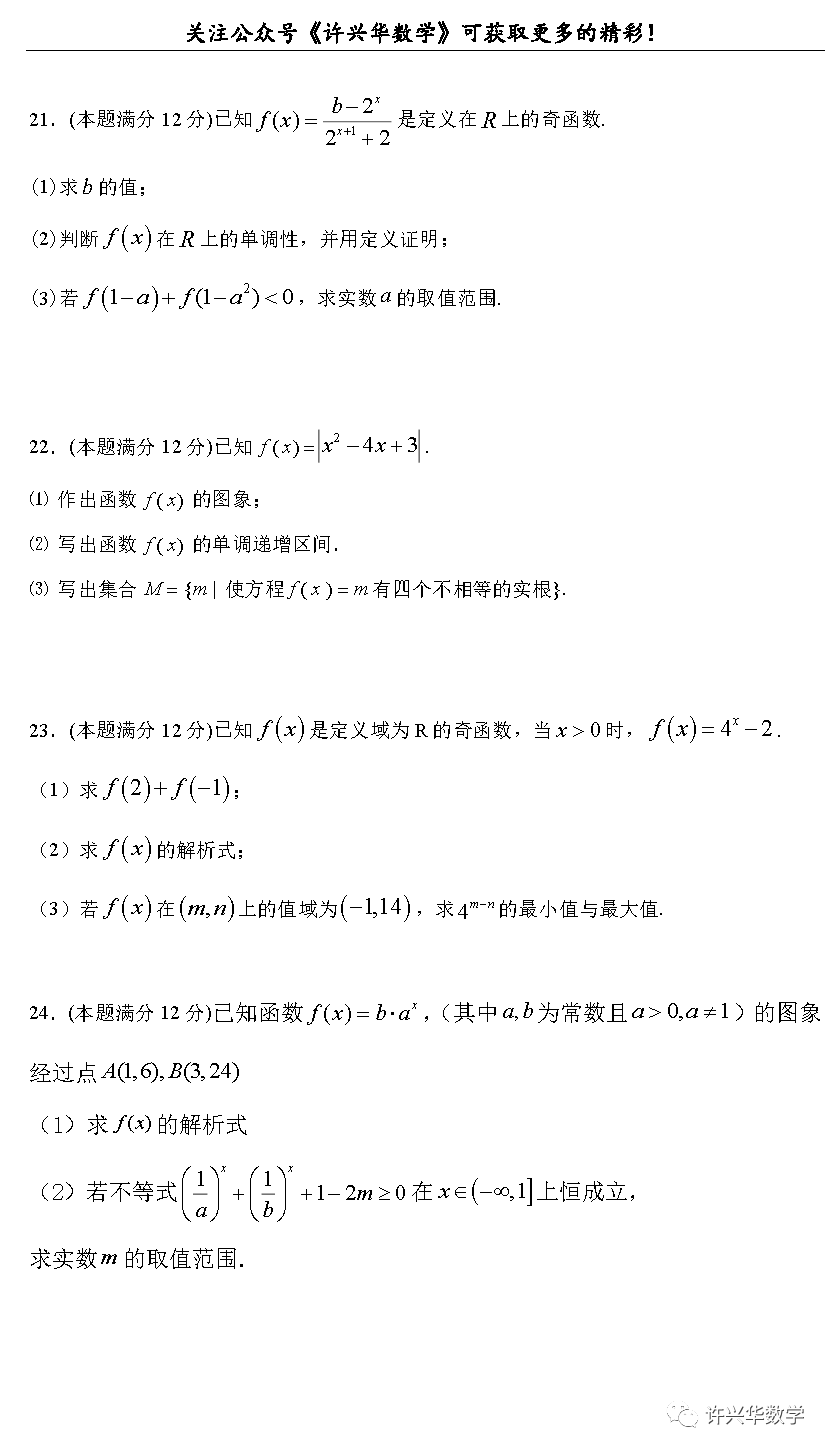 关注公众号《许兴华数学》可获取更多的精彩!
21．(本题满分12分)已知 f(x) = (b−2^x)/(2^(x+1)+2) 是定义在R上的奇函数.
(1)求b的值;
(2)判断f(x)在R上的单调性，并用定义证明;
(3)若f(1−a)+f(1−a²)<0，求实数a的取值范围.
22．(本题满分12分)已知 f(x)=|x²−4x+3|．
⑴ 作出函数 f(x) 的图象;
⑵ 写出函数 f(x) 的单调递增区间．
⑶ 写出集合 M={m| 使方程f(x)=m有四个不相等的实根}.
23．(本题满分12分)已知f(x)是定义域为R的奇函数，当x>0时，f(x)=4^x−2．
（1）求f(2)+f(−1);
（2）求f(x)的解析式;
（3）若f(x)在(m,n)上的值域为(−1,14)，求4^(m−n)的最小值与最大值.
24．(本题满分12分)已知函数f(x)=b·a^x，（其中a,b为常数且a>0,a≠1）的图象
经过点A(1,6),B(3,24)
（1）求f(x)的解析式
（2）若不等式(1/a)^x+(1/b)^x+1−2m≥0在x∈(−∞,1]上恒成立，
求实数m的取值范围．
许兴华数学